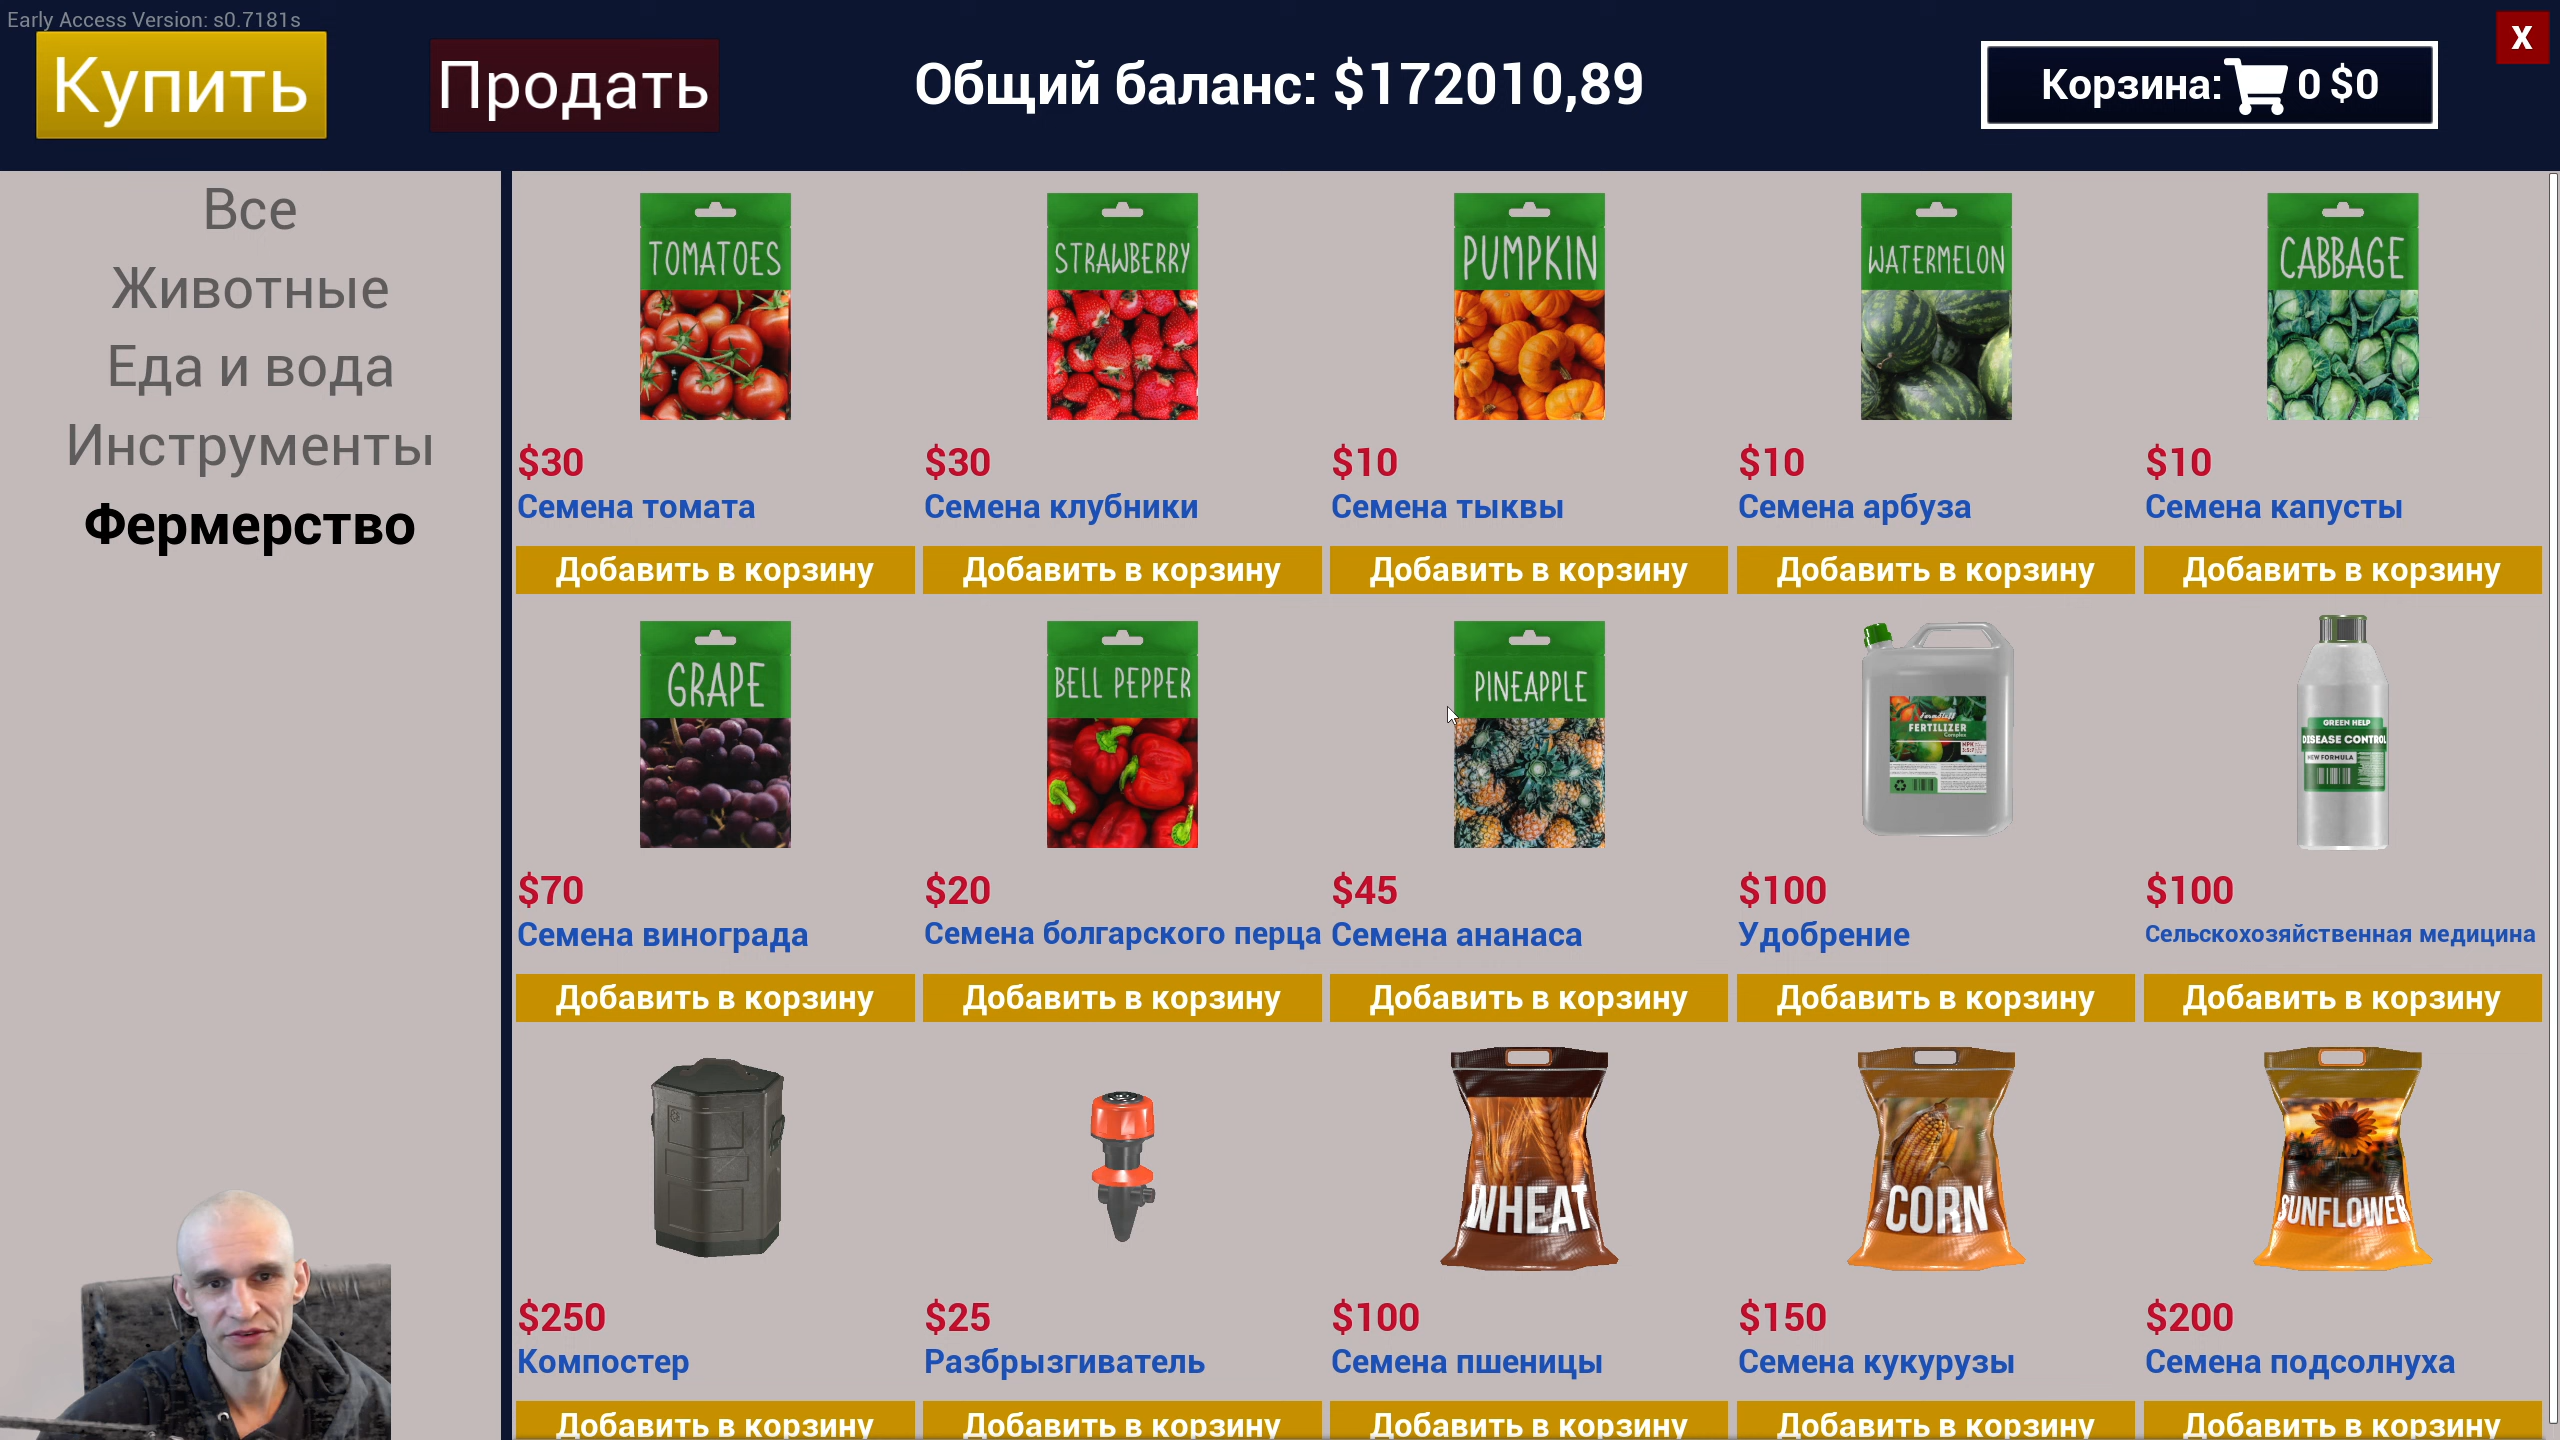 Early Access Version: s0.7181s
Купить
Продать
Общий баланс: $172010,89
Корзина: 0 $0
X
Все
Животные
Еда и вода
Инструменты
Фермерство
TOMATOES
STRAWBERRY
PUMPKIN
WATERMELON
CABBAGE
$30
$30
$10
$10
$10
Семена томата
Семена клубники
Семена тыквы
Семена арбуза
Семена капусты
Добавить в корзину
Добавить в корзину
Добавить в корзину
Добавить в корзину
Добавить в корзину
GRAPE
BELL PEPPER
PINEAPPLE
FERTILIZER
Complex
GREEN HELP
DISEASE CONTROL
NEW FORMULA
$70
$20
$45
$100
$100
Семена винограда
Семена болгарского перца
Семена ананаса
Удобрение
Сельскохозяйственная медицина
Добавить в корзину
Добавить в корзину
Добавить в корзину
Добавить в корзину
Добавить в корзину
WHEAT
CORN
SUNFLOWER
$250
$25
$100
$150
$200
Компостер
Разбрызгиватель
Семена пшеницы
Семена кукурузы
Семена подсолнуха
Добавить в корзину
Добавить в корзину
Добавить в корзину
Добавить в корзину
Добавить в корзину